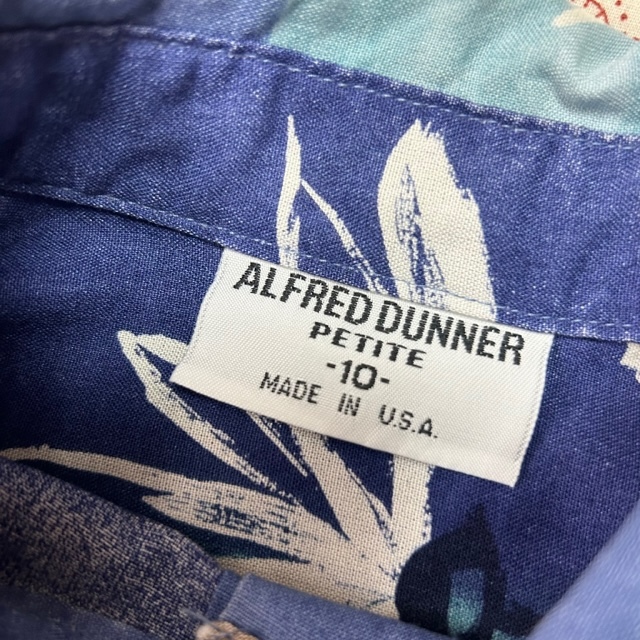 ALFRED DUNNER
PETITE
-10-
MADE IN U.S.A.